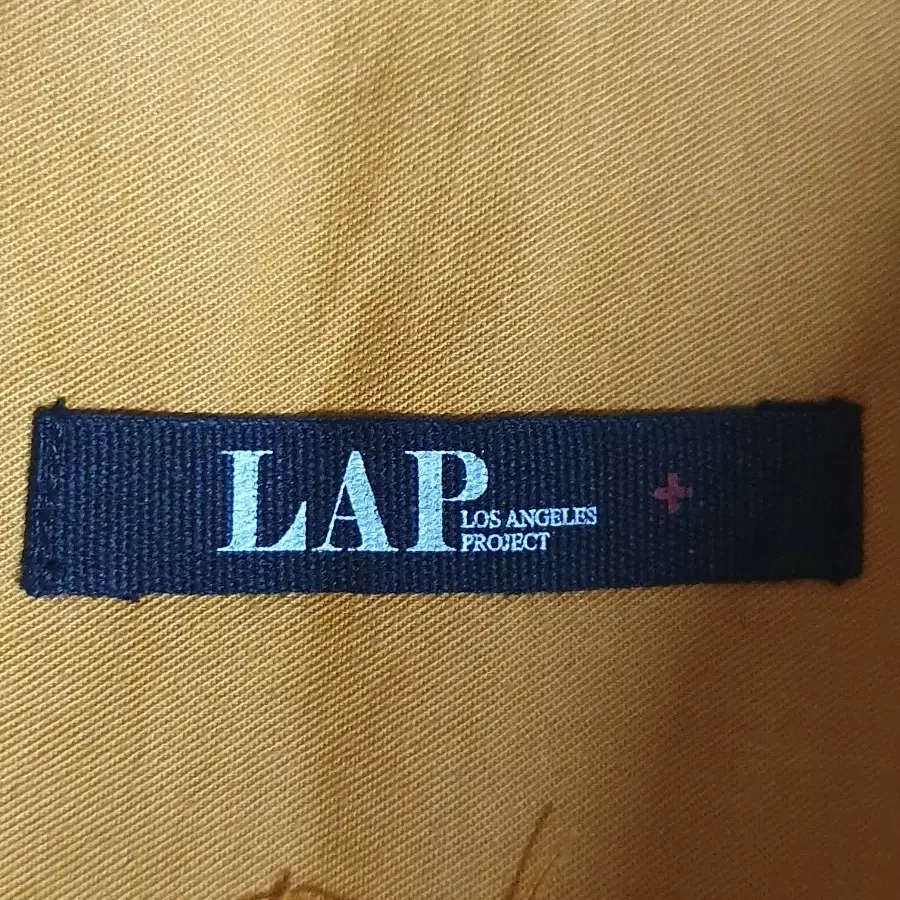 LAP
LOS ANGELES
PROJECT
+